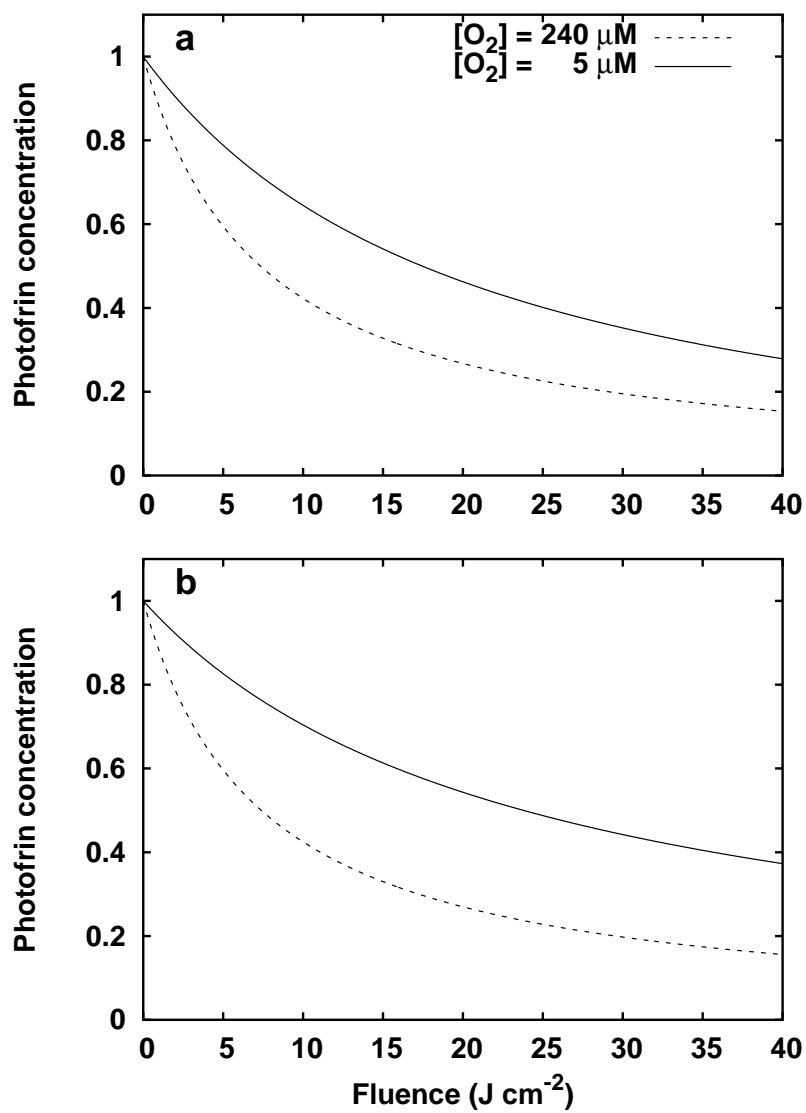 a
[O₂] = 240 μM
[O₂] = 5 μM
Photofrin concentration
1
0.8
0.6
0.4
0.2
0
0 5 10 15 20 25 30 35 40
b
Photofrin concentration
1
0.8
0.6
0.4
0.2
0
0 5 10 15 20 25 30 35 40
Fluence (J cm⁻²)